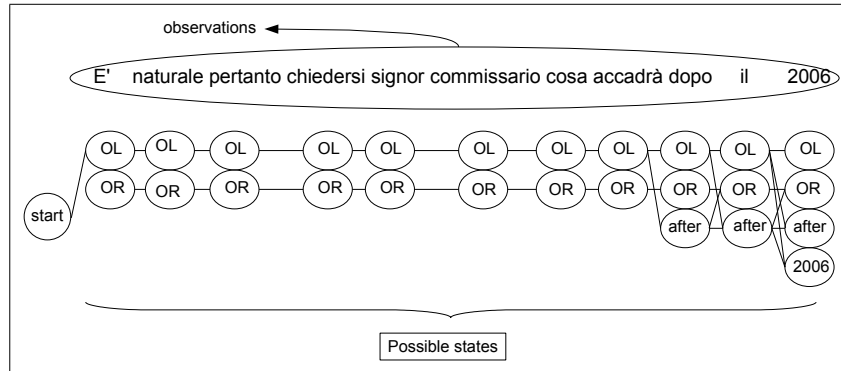 observations
E' naturale pertanto chiedersi signor commissario cosa accadrà dopo il 2006
OL OL OL OL OL OL OL OL OL OL OL
OR OR OR OR OR OR OR OR OR OR OR
start after after after
2006
Possible states